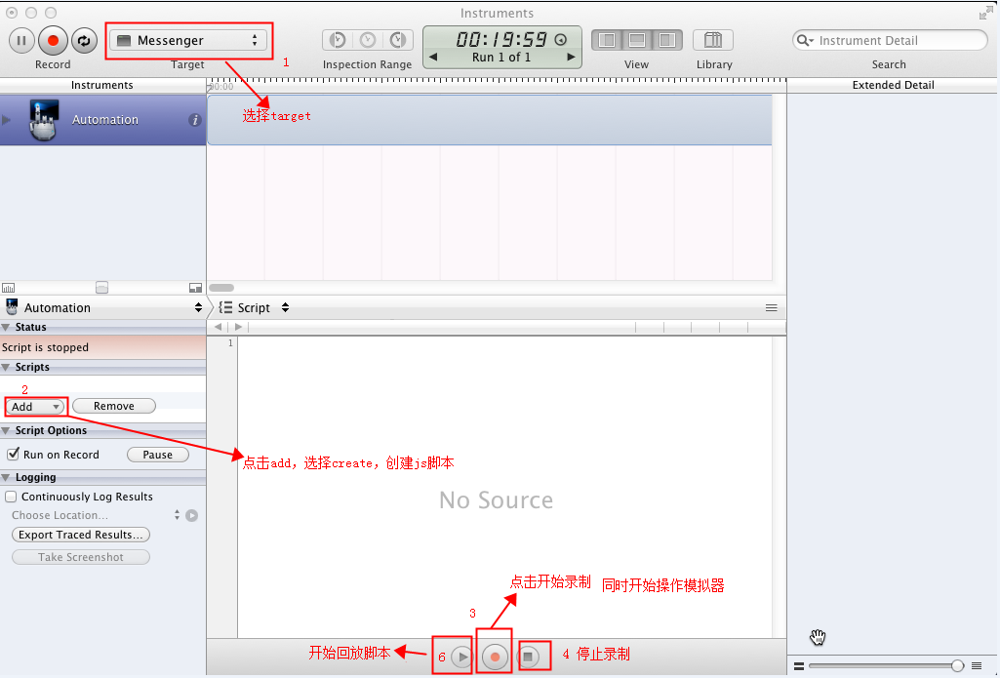 Instruments
Messenger
00:19:59
Run 1 of 1
Instrument Detail
Record
Target
1
Inspection Range
View
Library
Search
Instruments
00:00
Extended Detail
Automation
选择target
Automation
Script
Status
Script is stopped
1
Scripts
2
Add
Remove
Script Options
Run on Record
Pause
点击add，选择create，创建js脚本
Logging
Continuously Log Results
No Source
Choose Location...
Export Traced Results...
Take Screenshot
点击开始录制 同时开始操作模拟器
3
开始回放脚本
6
4 停止录制